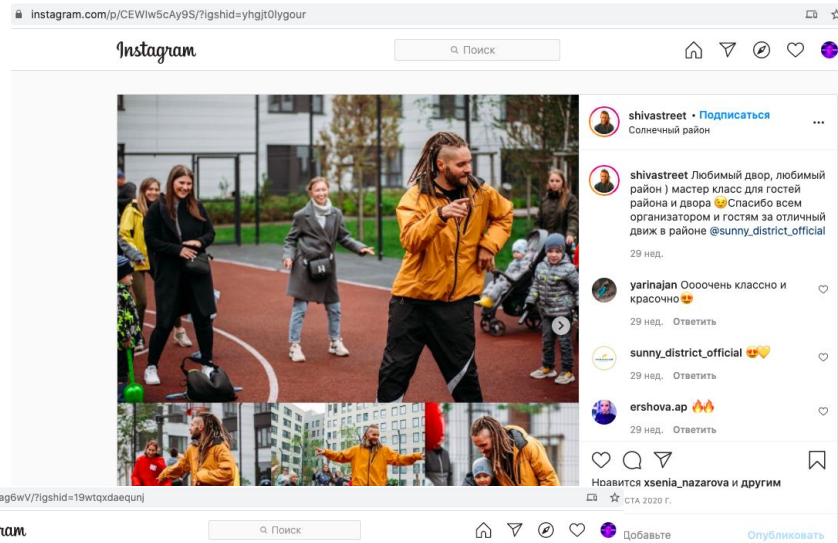 instagram.com/p/CEWlw5cAy9S/?igshid=yhgjt0lygour
Instagram
Поиск
shivastreet • Подписаться
Солнечный район
shivastreet Любимый двор, любимый
район ) мастер класс для гостей
района и двора 😉Спасибо всем
организатором и гостям за отличный
движ в районе @sunny_district_official
29 нед.
yarinajan Оооочень классно и
красочно😍
29 нед. Ответить
sunny_district_official 😍💛
29 нед. Ответить
ershova.ap 🔥🔥
29 нед. Ответить
Нравится xsenia_nazarova и другим
СТА 2020 Г.
Добавьте
Опубликовать
ag6wV/?igshid=19wtqxdaequnj
ram
Поиск